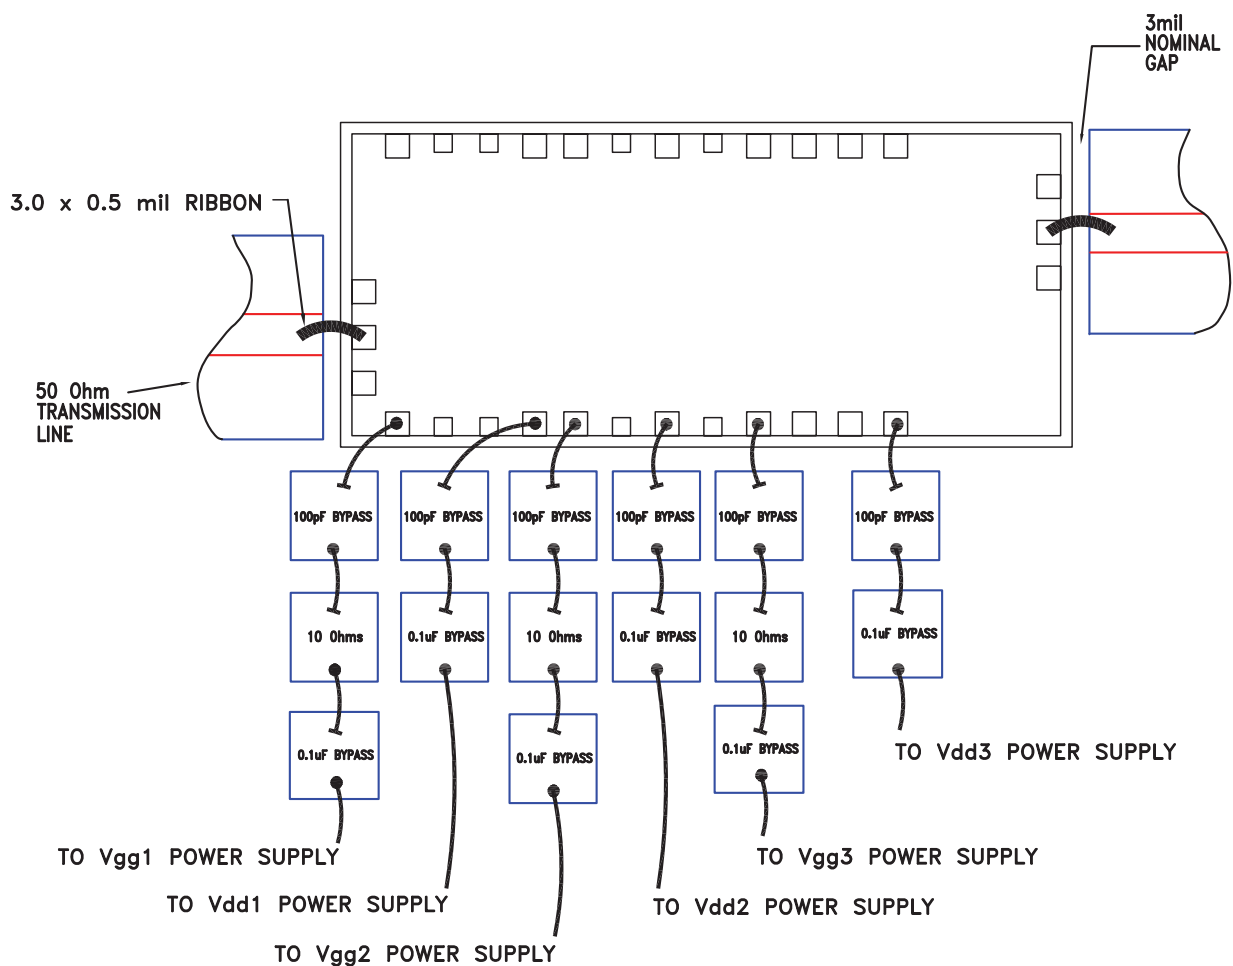 3mil
NOMINAL
GAP
3.0 x 0.5 mil RIBBON
50 Ohm
TRANSMISSION
LINE
100pF BYPASS
100pF BYPASS
100pF BYPASS
100pF BYPASS
100pF BYPASS
100pF BYPASS
10 Ohms
0.1uF BYPASS
10 Ohms
0.1uF BYPASS
10 Ohms
0.1uF BYPASS
0.1uF BYPASS
0.1uF BYPASS
0.1uF BYPASS
TO Vdd3 POWER SUPPLY
TO Vgg1 POWER SUPPLY
TO Vgg3 POWER SUPPLY
TO Vdd1 POWER SUPPLY
TO Vdd2 POWER SUPPLY
TO Vgg2 POWER SUPPLY